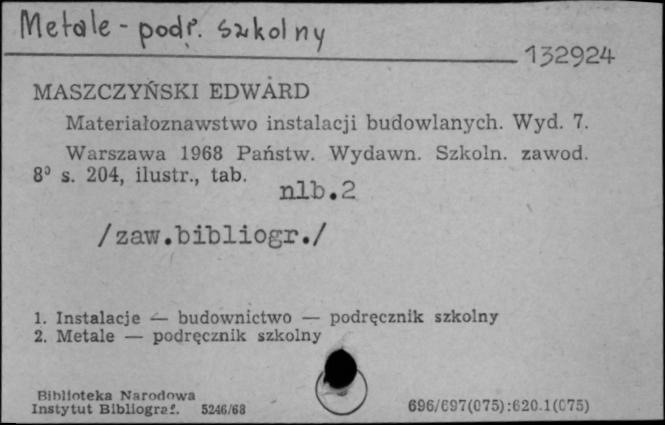 Metale - podr. szkolny
132924
MASZCZYŃSKI EDWARD
Materiałoznawstwo instalacji budowlanych. Wyd. 7.
Warszawa 1968 Państw. Wydawn. Szkoln. zawod.
8⁰ s. 204, ilustr., tab.
nlb.2
/zaw.bibliogr./
1. Instalacje — budownictwo — podręcznik szkolny
2. Metale — podręcznik szkolny
Biblioteka Narodowa
Instytut Bibliograf. 5246/68
696/697(075):620.1(075)